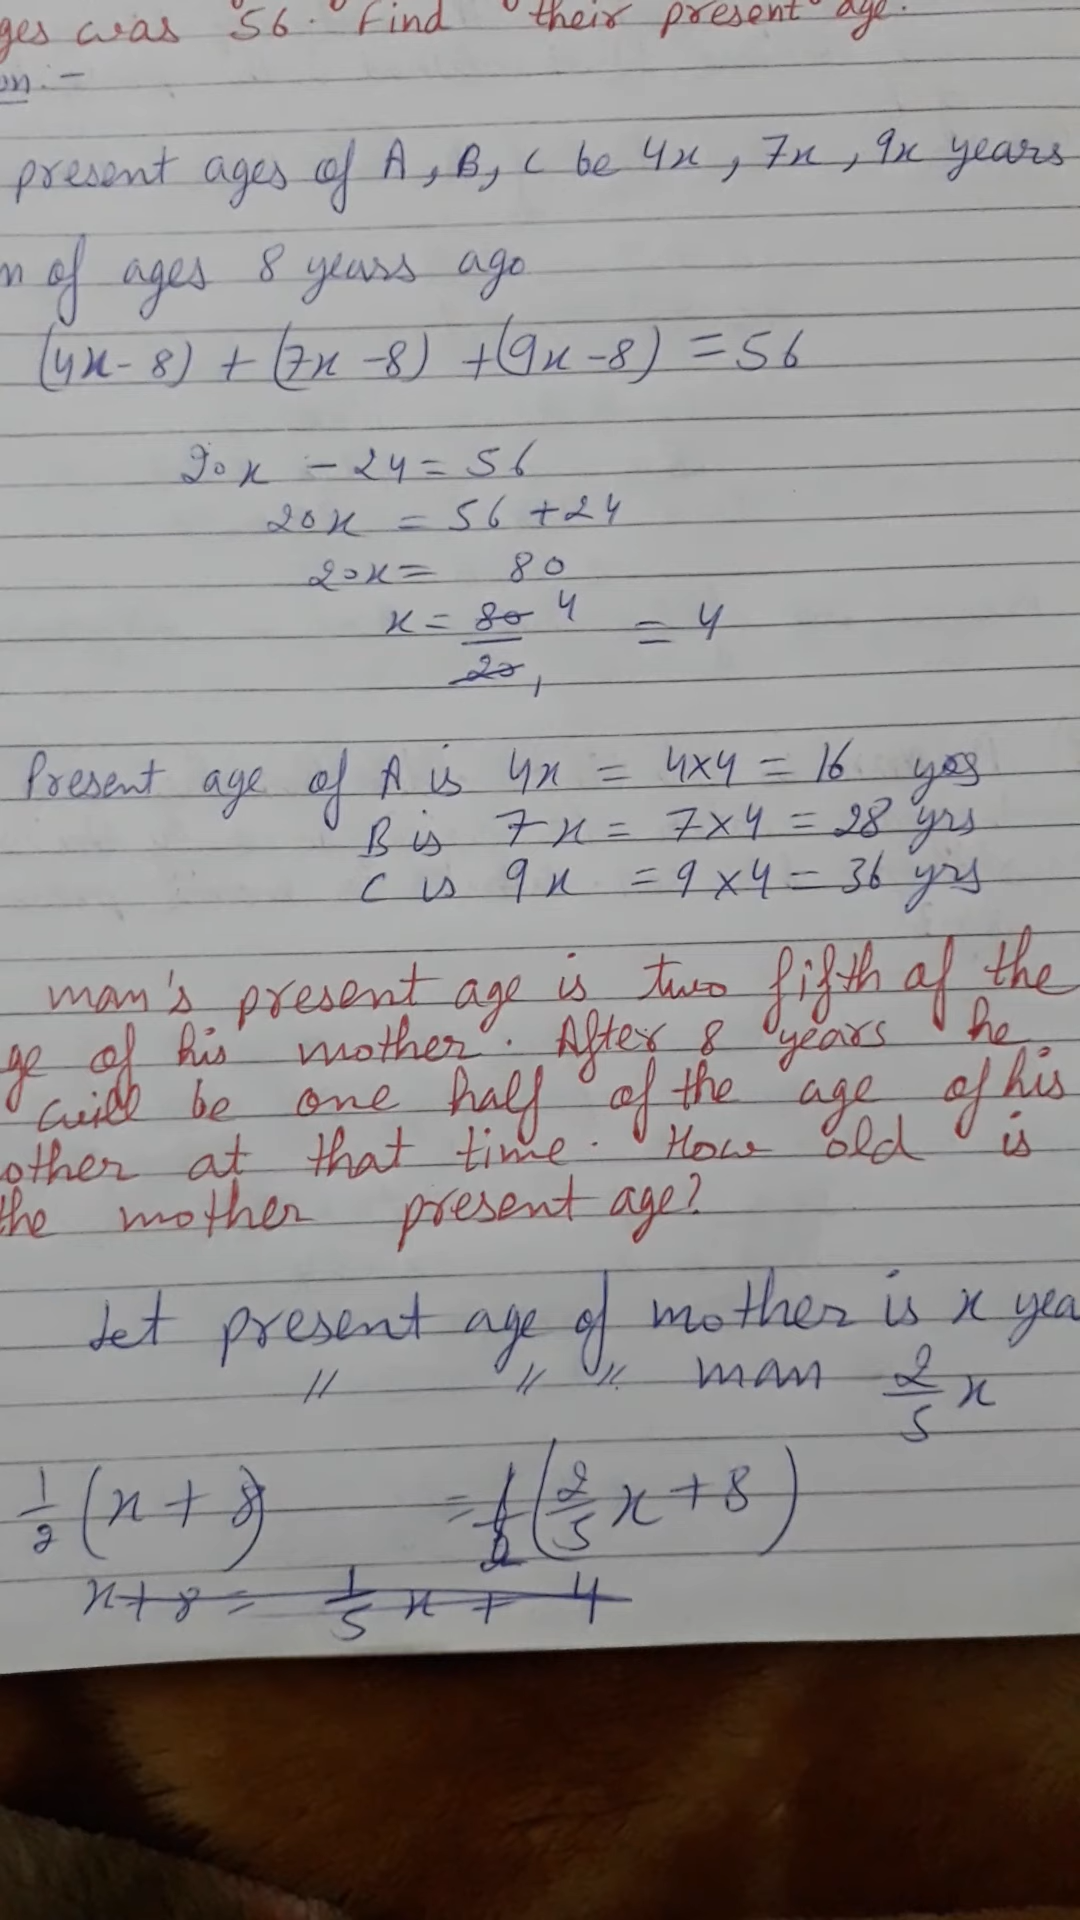 ges was 56. Find their present age.
on :-
present ages of A, B, C be 4x, 7x, 9x years
m of ages 8 years ago
(4x - 8) + (7x - 8) + (9x - 8) = 56
20x - 24 = 56
20x = 56 + 24
20x = 80
x = 80 4 = 4
20 1
Present age of A is 4x = 4x4 = 16 yrs
B is 7x = 7x4 = 28 yrs
C is 9x = 9x4 = 36 yrs
man's present age is two fifth of the
ge of his mother. After 8 years he
will be one half of the age of his
other at that time. How old is
the mother present age?
Let present age of mother is x yea
" " " man 2/5 x
1/2 (x + 8) = (2/5 x + 8)
x + 8 = 1/5 x + 4